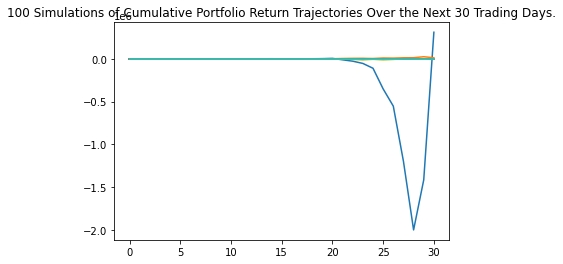 100 Simulations of Cumulative Portfolio Return Trajectories Over the Next 30 Trading Days.
1e6
0.0
-0.5
-1.0
-1.5
-2.0
0 5 10 15 20 25 30